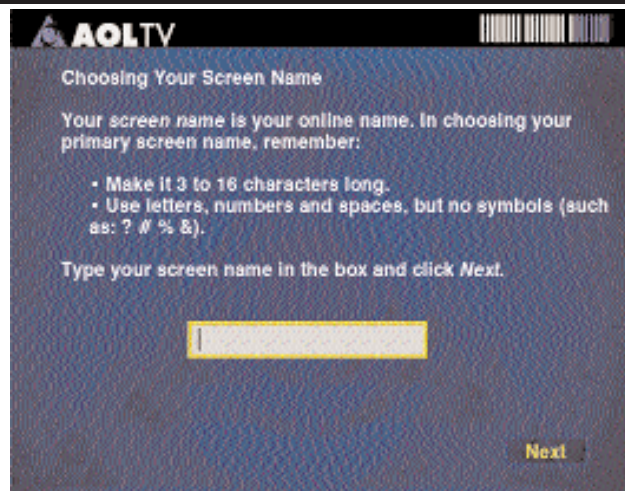 AOLTV
Choosing Your Screen Name
Your screen name is your online name. In choosing your
primary screen name, remember:
• Make it 3 to 16 characters long.
• Use letters, numbers and spaces, but no symbols (such
as: ? # % &).
Type your screen name in the box and click Next.
Next